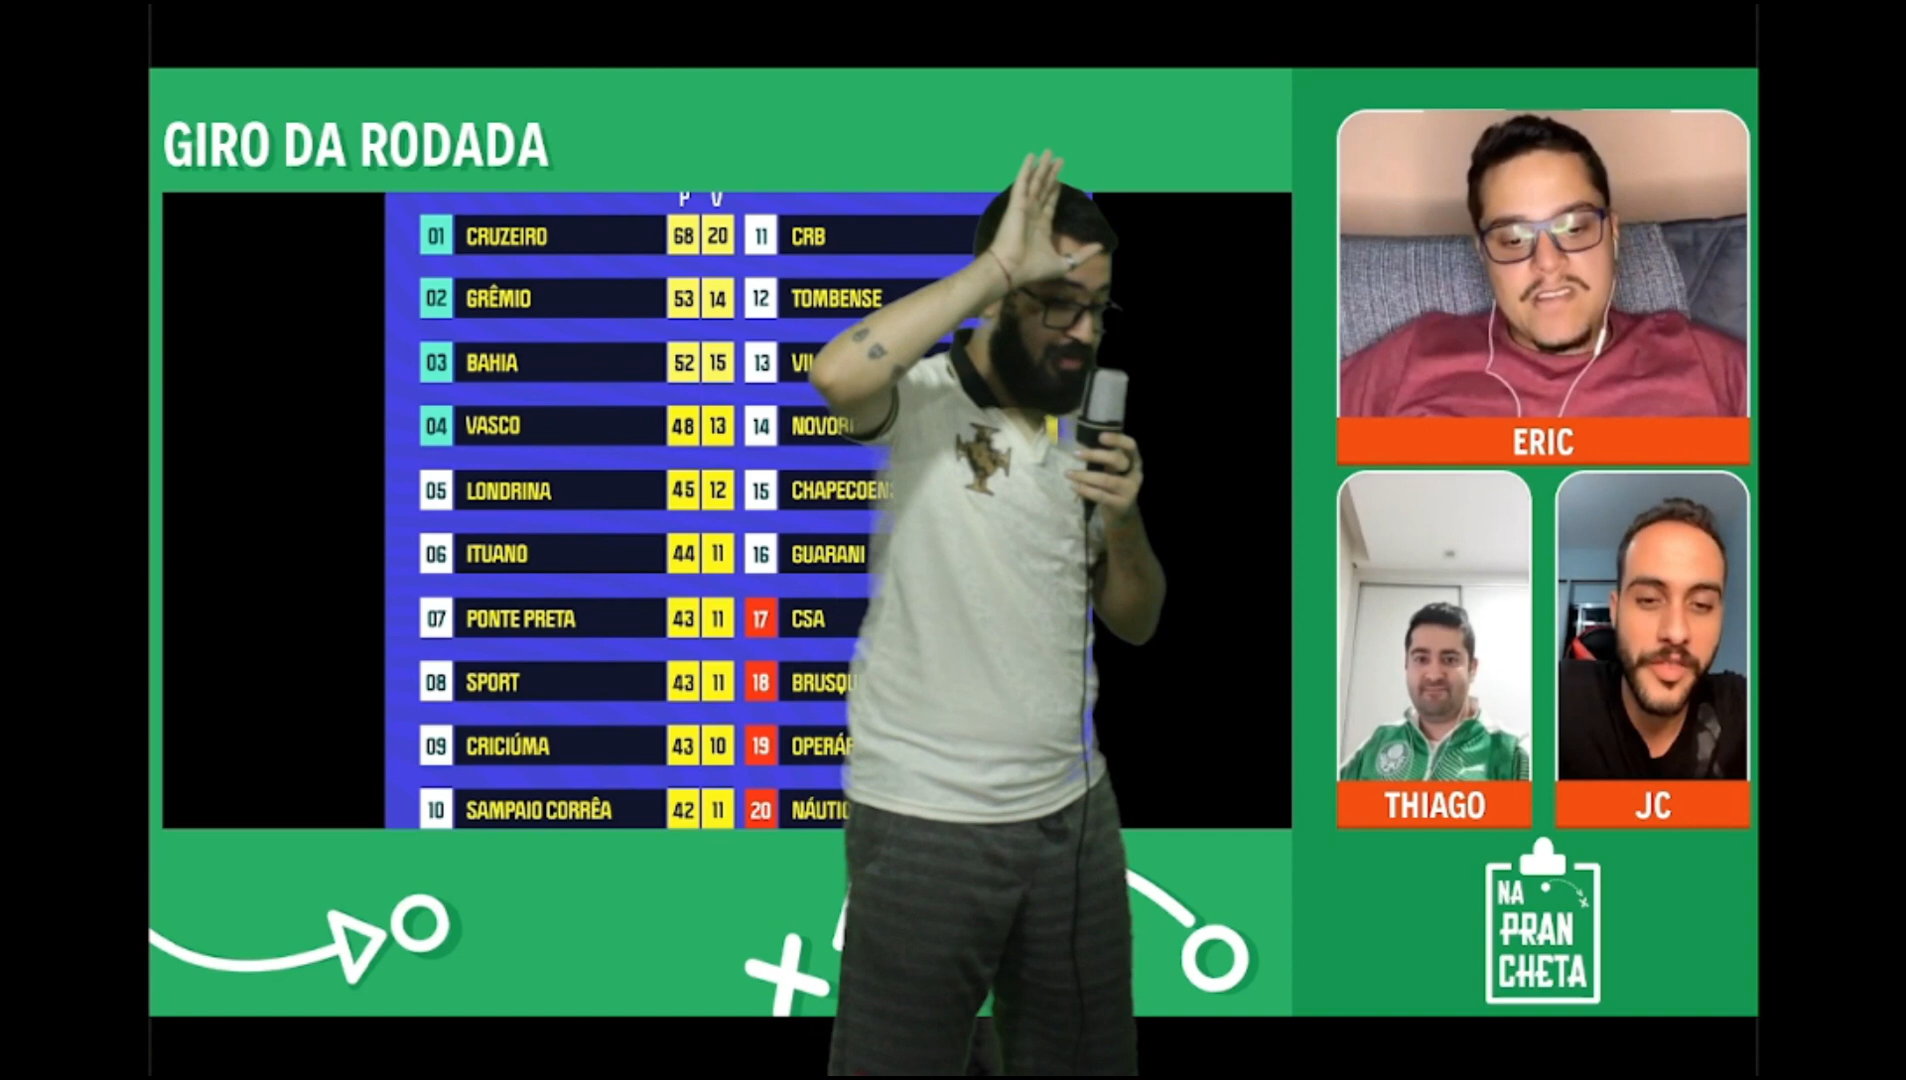 GIRO DA RODADA
P V
01 CRUZEIRO 68 20
02 GRÊMIO 53 14
03 BAHIA 52 15
04 VASCO 48 13
05 LONDRINA 45 12
06 ITUANO 44 11
07 PONTE PRETA 43 11
08 SPORT 43 11
09 CRICIÚMA 43 10
10 SAMPAIO CORRÊA 42 11
11 CRB
12 TOMBENSE
13
14
15
16 GUARANI
17 CSA
18
19
20
ERIC
THIAGO
JC
NA
PRAN
CHETA